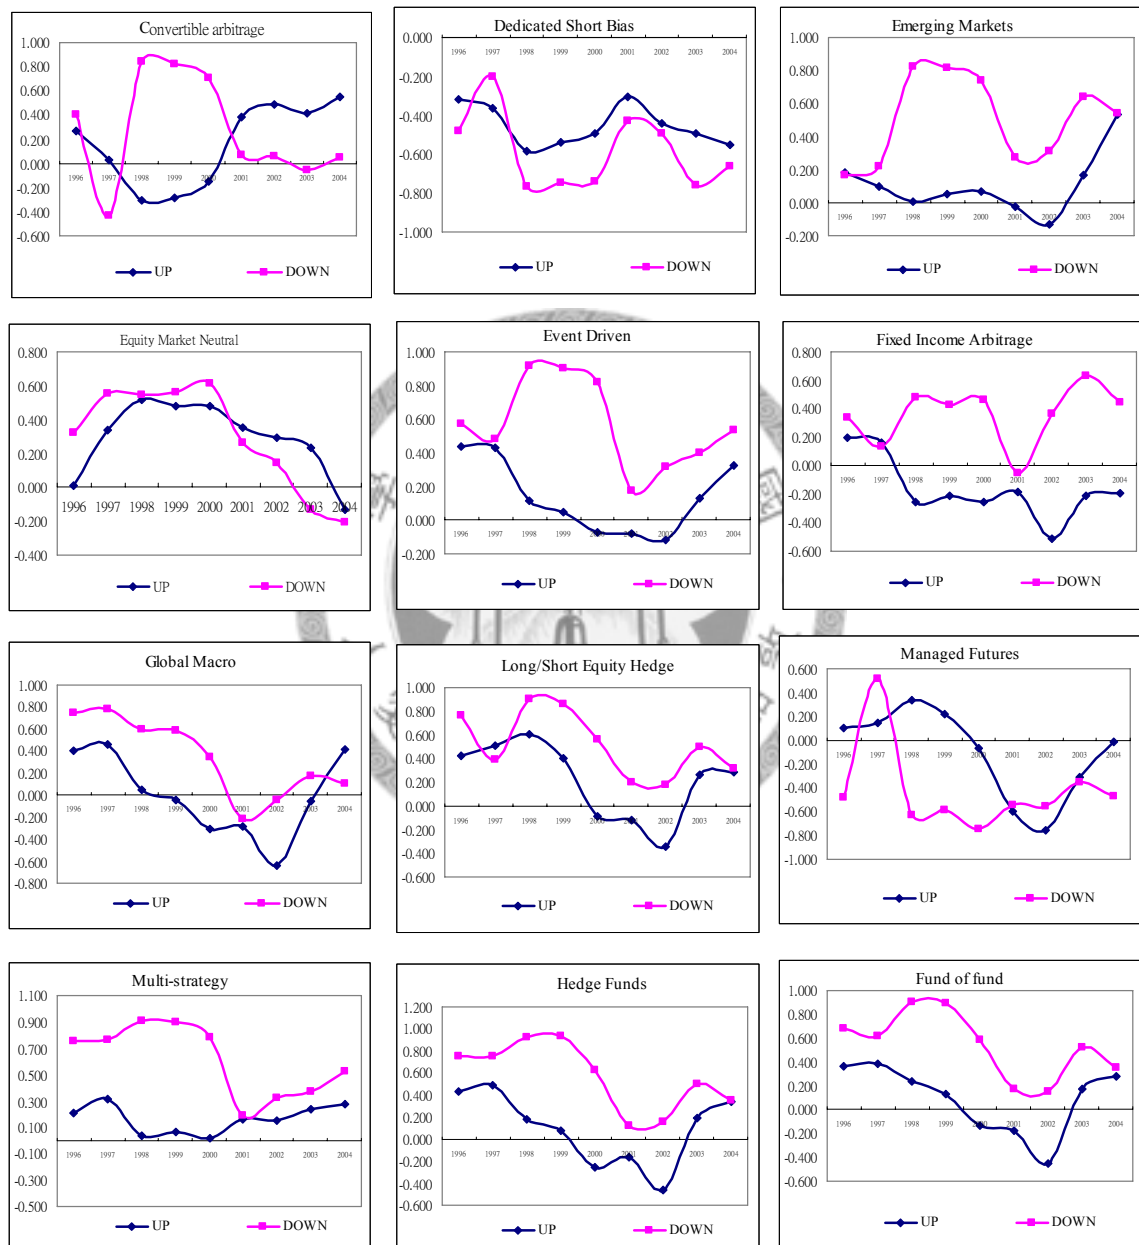 Convertible arbitrage
1.000
0.800
0.600
0.400
0.200
0.000
-0.200
-0.400
-0.600
1996 1997 1998 1999 2000 2001 2002 2003 2004
UP DOWN
Dedicated Short Bias
0.000
-0.200
-0.400
-0.600
-0.800
-1.000
1996 1997 1998 1999 2000 2001 2002 2003 2004
UP DOWN
Emerging Markets
1.000
0.800
0.600
0.400
0.200
0.000
-0.200
1996 1997 1998 1999 2000 2001 2002 2003 2004
UP DOWN
Equity Market Neutral
0.800
0.600
0.400
0.200
0.000
-0.200
-0.400
1996 1997 1998 1999 2000 2001 2002 2003 2004
UP DOWN
Event Driven
1.000
0.800
0.600
0.400
0.200
0.000
-0.200
1996 1997 1998 1999 2000 2001 2002 2003 2004
UP DOWN
Fixed Income Arbitrage
0.800
0.600
0.400
0.200
0.000
-0.200
-0.400
-0.600
1996 1997 1998 1999 2000 2001 2002 2003 2004
UP DOWN
Global Macro
1.000
0.800
0.600
0.400
0.200
0.000
-0.200
-0.400
-0.600
-0.800
1996 1997 1998 1999 2000 2001 2002 2003 2004
UP DOWN
Long/Short Equity Hedge
1.000
0.800
0.600
0.400
0.200
0.000
-0.200
-0.400
-0.600
1996 1997 1998 1999 2000 2001 2002 2003 2004
UP DOWN
Managed Futures
0.600
0.400
0.200
0.000
-0.200
-0.400
-0.600
-0.800
-1.000
1996 1997 1998 1999 2000 2001 2002 2003 2004
UP DOWN
Multi-strategy
1.100
0.900
0.700
0.500
0.300
0.100
-0.100
-0.300
-0.500
1996 1997 1998 1999 2000 2001 2002 2003 2004
UP DOWN
Hedge Funds
1.200
1.000
0.800
0.600
0.400
0.200
0.000
-0.200
-0.400
-0.600
1996 1997 1998 1999 2000 2001 2002 2003 2004
UP DOWN
Fund of fund
1.000
0.800
0.600
0.400
0.200
0.000
-0.200
-0.400
-0.600
1996 1997 1998 1999 2000 2001 2002 2003 2004
UP DOWN